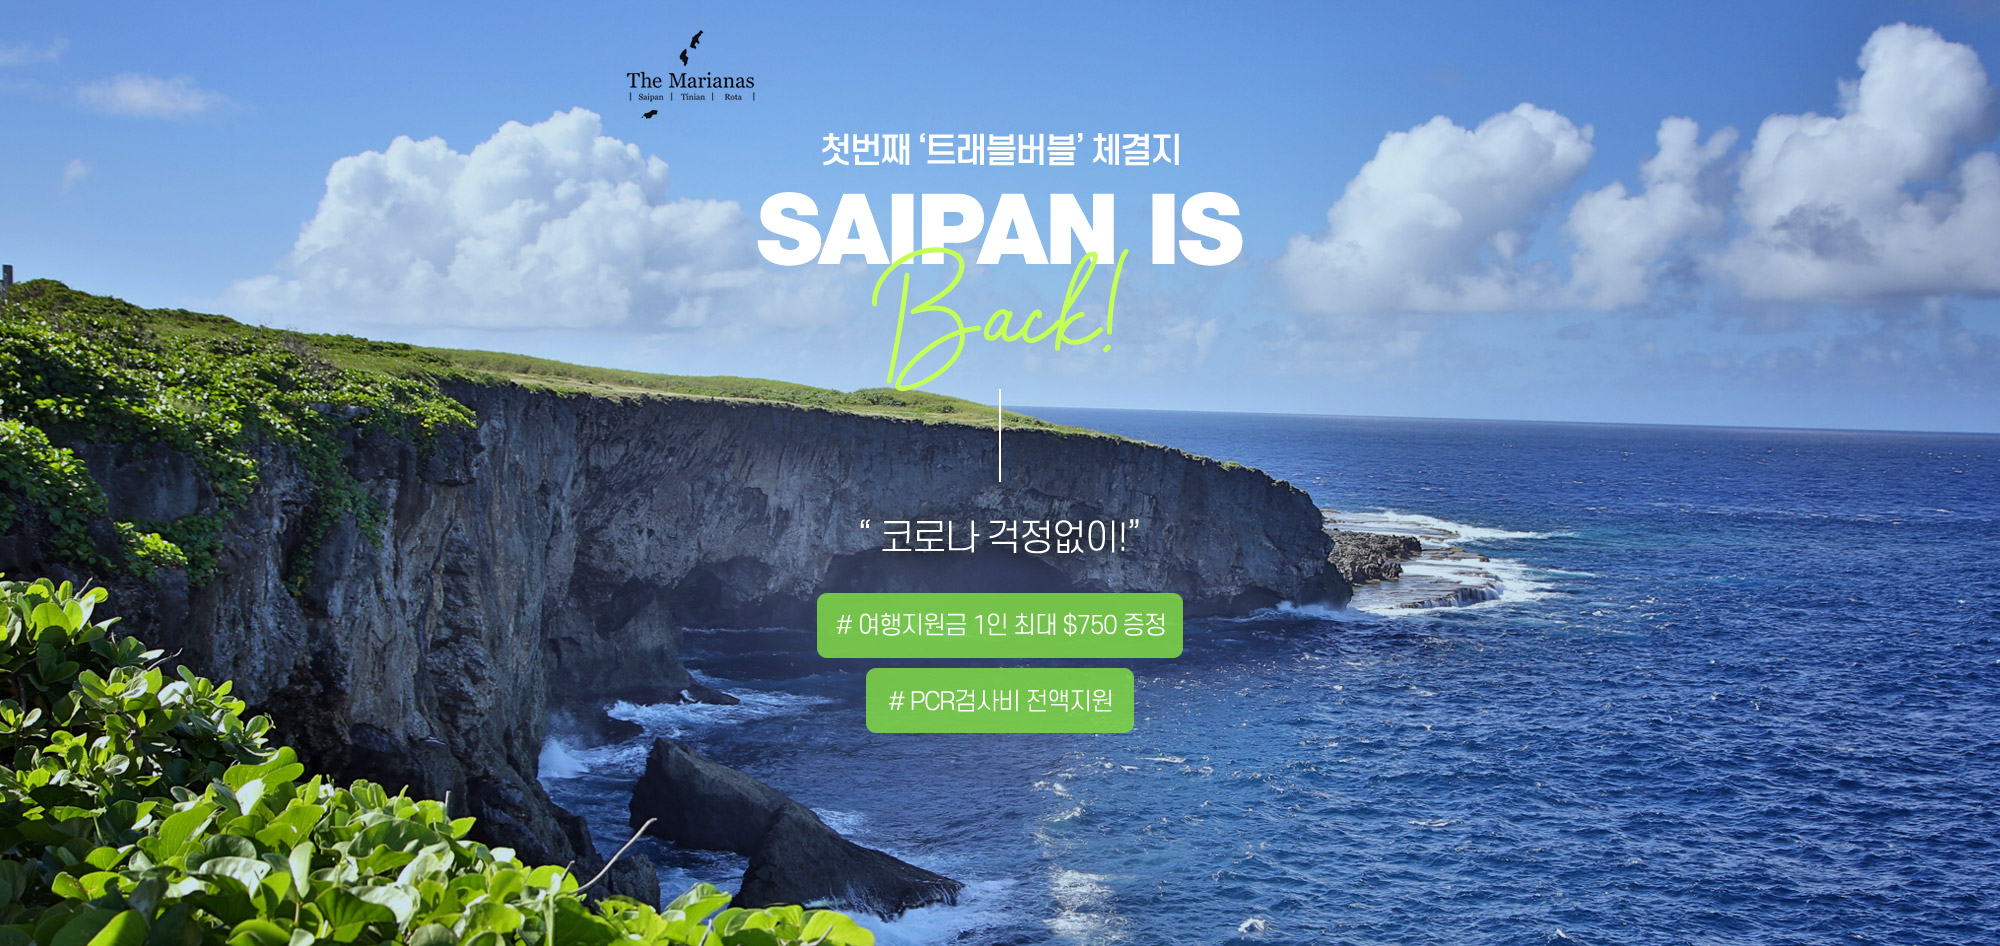 The Marianas
| Saipan | Tinian | Rota |
첫번째 ‘트래블버블’ 체결지
SAIPAN IS
Back!
“ 코로나 걱정없이!”
# 여행지원금 1인 최대 $750 증정
# PCR검사비 전액지원